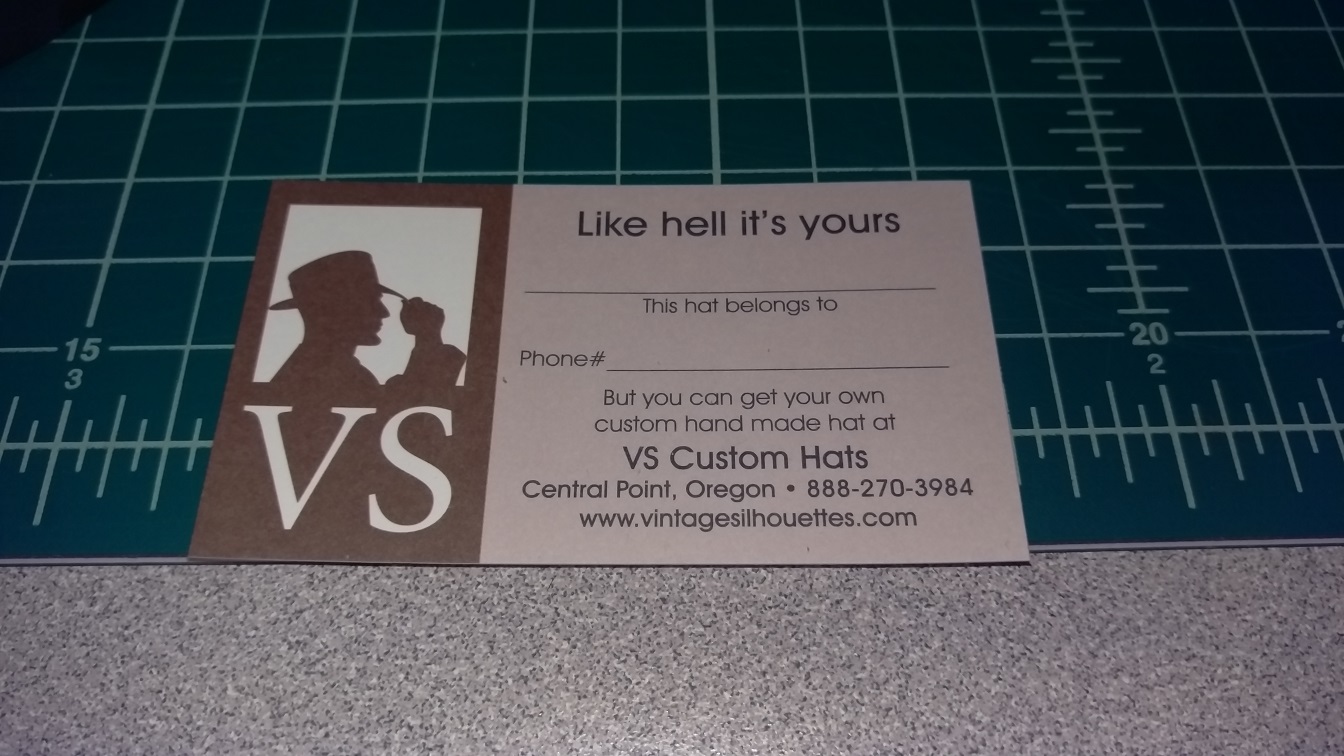 Like hell it's yours
This hat belongs to
Phone#
But you can get your own
custom hand made hat at
VS Custom Hats
Central Point, Oregon • 888-270-3984
www.vintagesilhouettes.com
VS
15
3
20
2